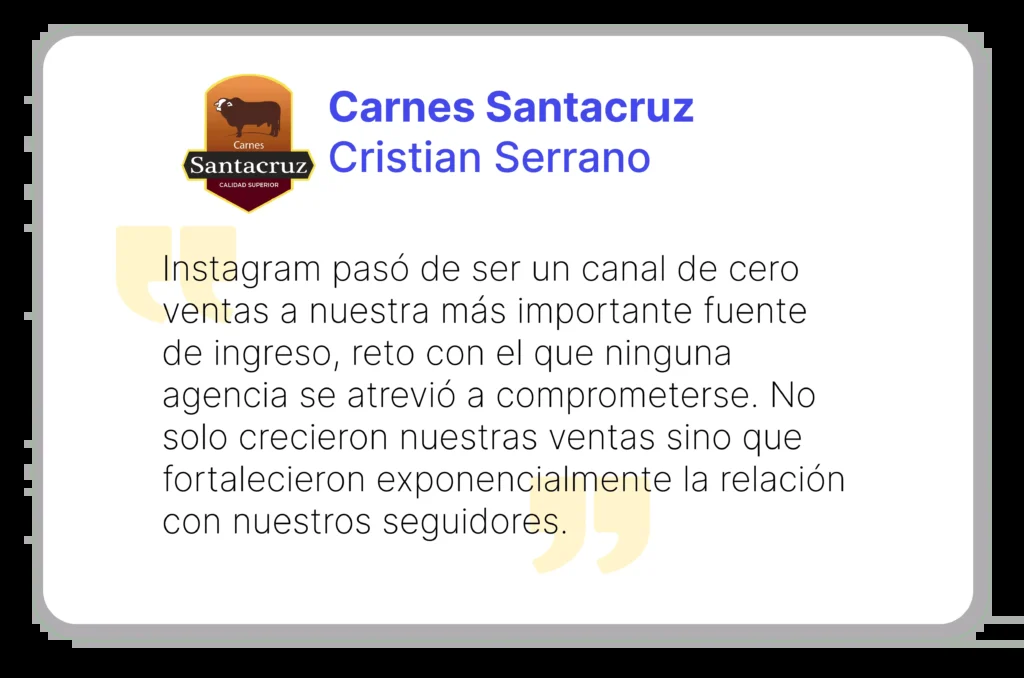 Carnes
Santacruz
CALIDAD SUPERIOR
Carnes Santacruz
Cristian Serrano
Instagram pasó de ser un canal de cero
ventas a nuestra más importante fuente
de ingreso, reto con el que ninguna
agencia se atrevió a comprometerse. No
solo crecieron nuestras ventas sino que
fortalecieron exponencialmente la relación
con nuestros seguidores.